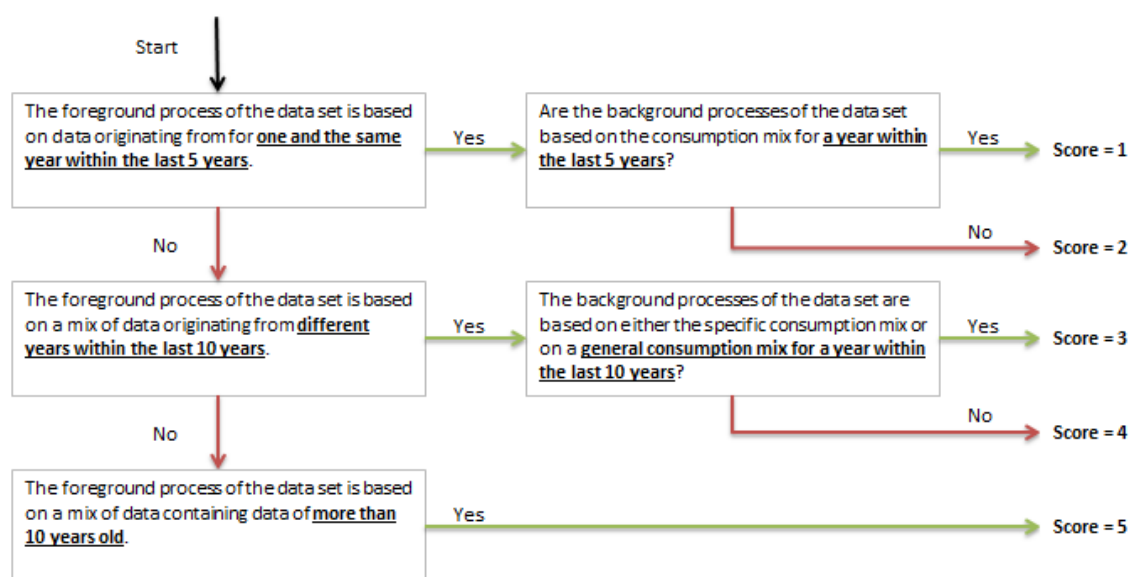 Start
The foreground process of the data set is based
on data originating from for one and the same
year within the last 5 years.
Yes
Are the background processes of the data set
based on the consumption mix for a year within
the last 5 years?
Yes
Score = 1
No
No
Score = 2
The foreground process of the data set is based
on a mix of data originating from different
years within the last 10 years.
Yes
The background processes of the data set are
based on either the specific consumption mix or
on a general consumption mix for a year within
the last 10 years?
Yes
Score = 3
No
No
Score = 4
The foreground process of the data set is based
on a mix of data containing data of more than
10 years old.
Yes
Score = 5